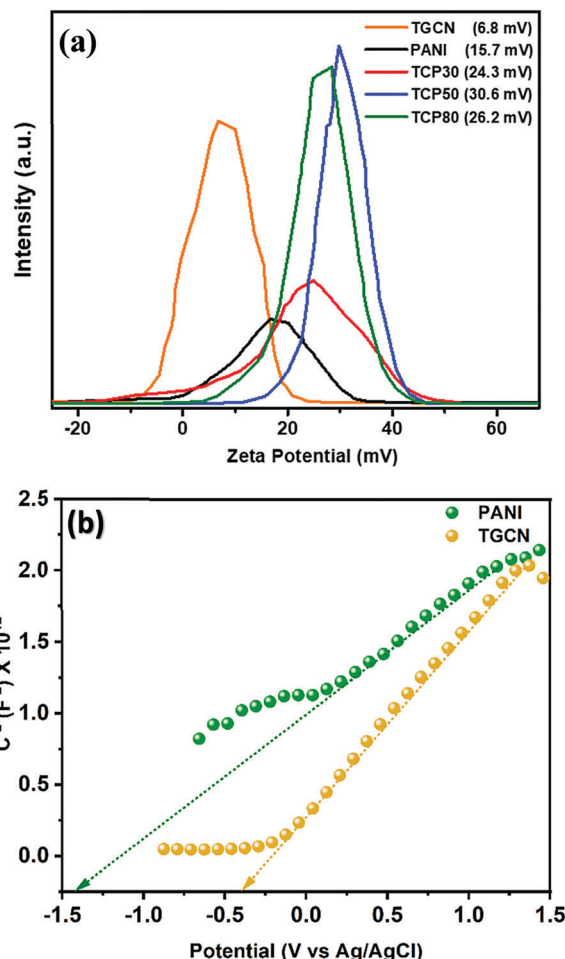 (a)
TGCN (6.8 mV)
PANI (15.7 mV)
TCP30 (24.3 mV)
TCP50 (30.6 mV)
TCP80 (26.2 mV)
Intensity (a.u.)
-20 0 20 40 60
Zeta Potential (mV)
(b)
PANI
TGCN
2.5
2.0
1.5
1.0
0.5
0.0
-1.5 -1.0 -0.5 0.0 0.5 1.0 1.5
Potential (V vs Ag/AgCl)